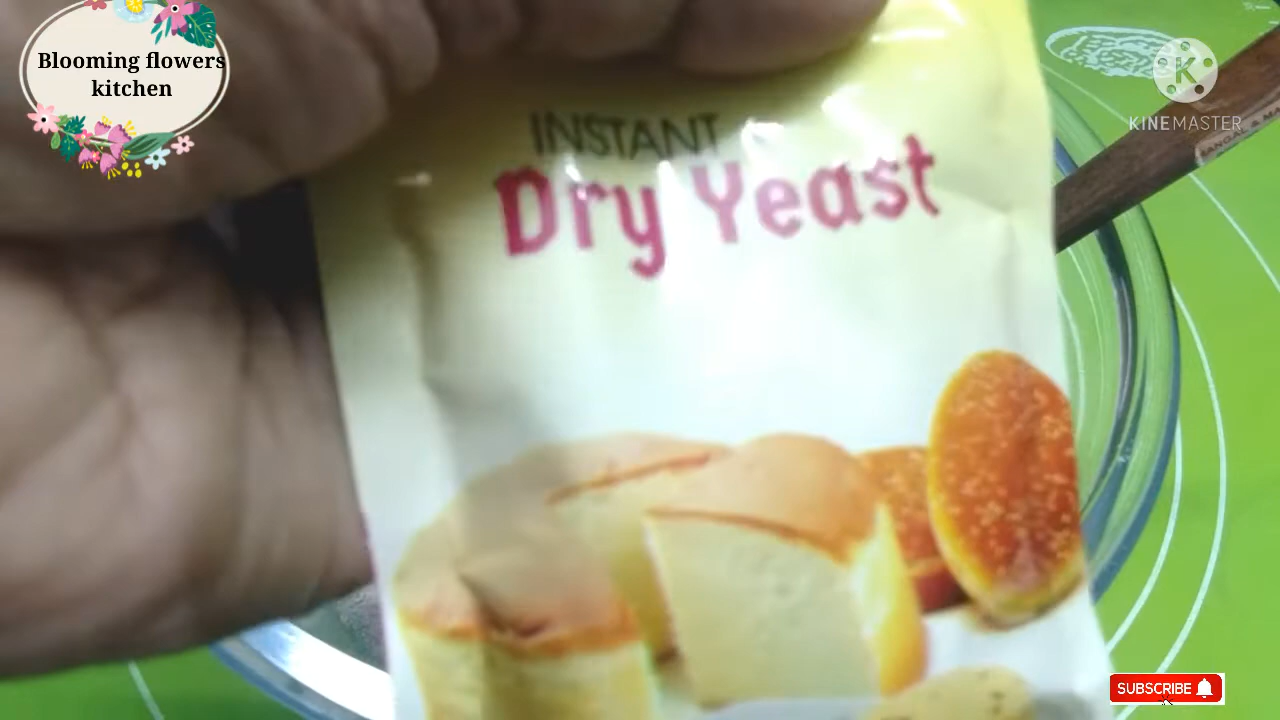 Blooming flowers
kitchen
KINEMASTER
INSTANT
Dry Yeast
SUBSCRIBE